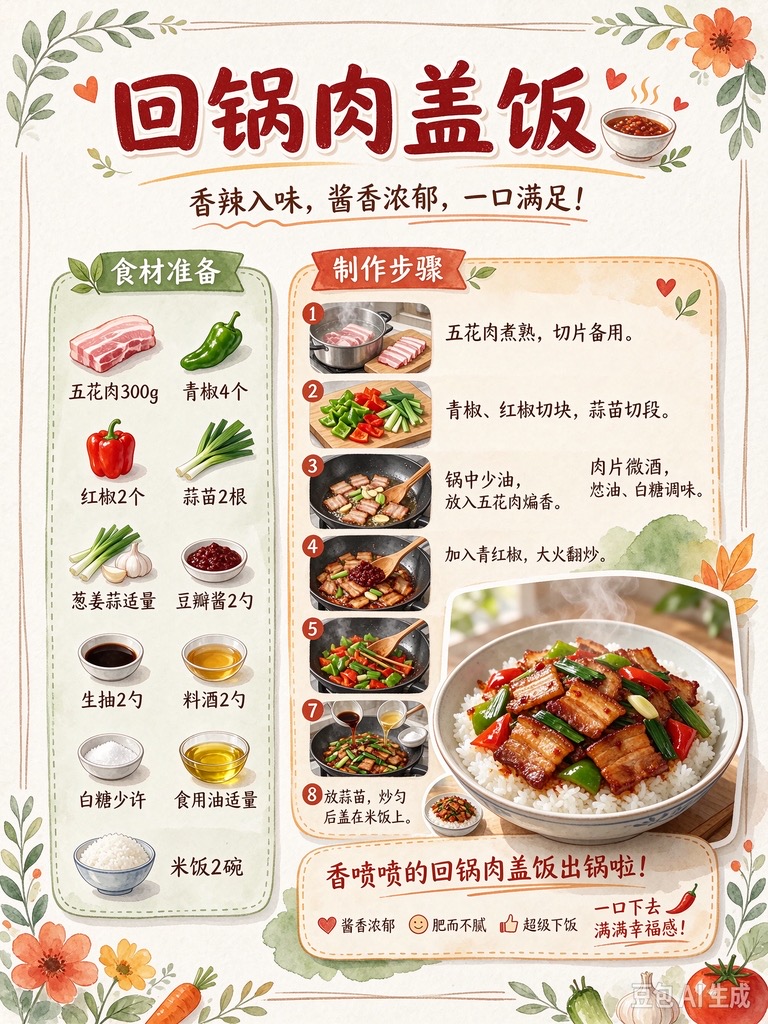 回锅肉盖饭
香辣入味，酱香浓郁，一口满足！
食材准备
五花肉300g
青椒4个
红椒2个
蒜苗2根
葱姜蒜适量
豆瓣酱2勺
生抽2勺
料酒2勺
白糖少许
食用油适量
米饭2碗
制作步骤
1
五花肉煮熟，切片备用。
2
青椒、红椒切块，蒜苗切段。
3
锅中少油，
放入五花肉煸香。
肉片微酒，
油、白糖调味。
4
加入青红椒，大火翻炒。
5
7
8 放蒜苗，炒匀
后盖在米饭上。
香喷喷的回锅肉盖饭出锅啦！
酱香浓郁
肥而不腻
超级下饭
一口下去
满满幸福感！
豆包AI生成